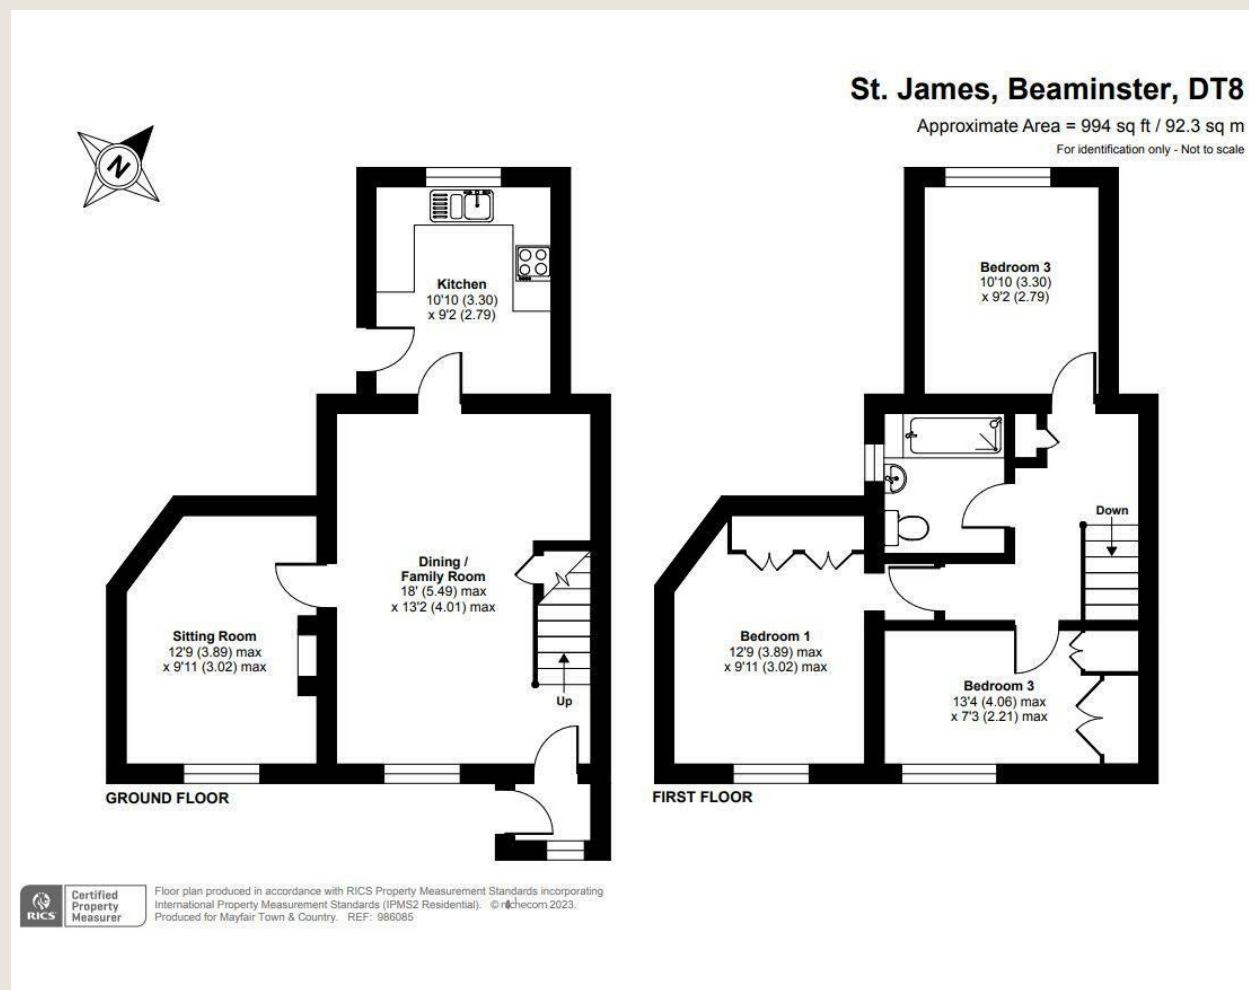 St. James, Beaminster, DT8
Approximate Area = 994 sq ft / 92.3 sq m
For identification only - Not to scale
N
Kitchen
10'10 (3.30)
x 9'2 (2.79)
Dining /
Family Room
18' (5.49) max
x 13'2 (4.01) max
Sitting Room
12'9 (3.89) max
x 9'11 (3.02) max
Up
GROUND FLOOR
Bedroom 3
10'10 (3.30)
x 9'2 (2.79)
Down
Bedroom 1
12'9 (3.89) max
x 9'11 (3.02) max
Bedroom 3
13'4 (4.06) max
x 7'3 (2.21) max
FIRST FLOOR
RICS
Certified
Property
Measurer
Floor plan produced in accordance with RICS Property Measurement Standards incorporating
International Property Measurement Standards (IPMS2 Residential). © nichecom 2023.
Produced for Mayfair Town & Country. REF: 986085